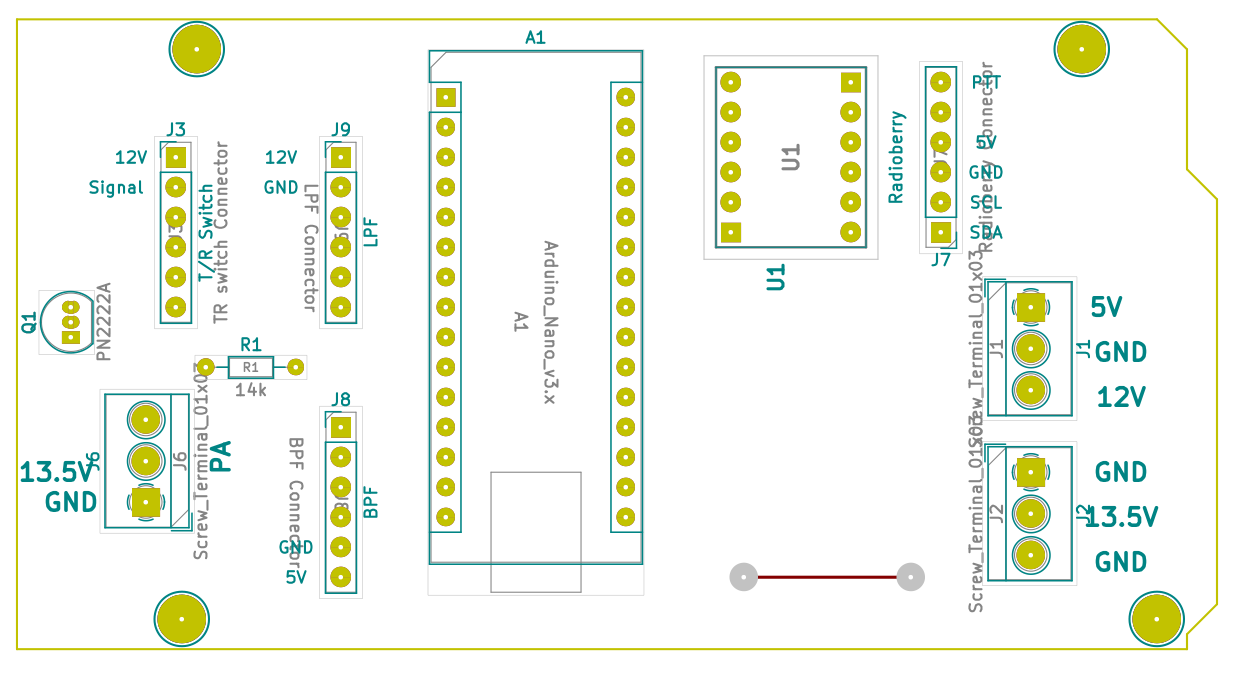 A1
J3
J9
PTT
12V
12V
5V
Signal
GND
GND
SCL
SDA
J7
J7
Radioberry
Radioberry Connector
U1
U1
T/R Switch
TR switch Connector
J3
LPF Connector
J9
LPF
Arduino_Nano_v3.x
A1
Q1
PN2222A
R1
R1
14k
J8
J6
J6
PA
13.5V
GND
Screw_Terminal_01x03
BPF Connector
J8
BPF
GND
5V
Screw_Terminal_01x03
J1
J1
5V
GND
12V
Screw_Terminal_01x03
J2
J2
GND
13.5V
GND